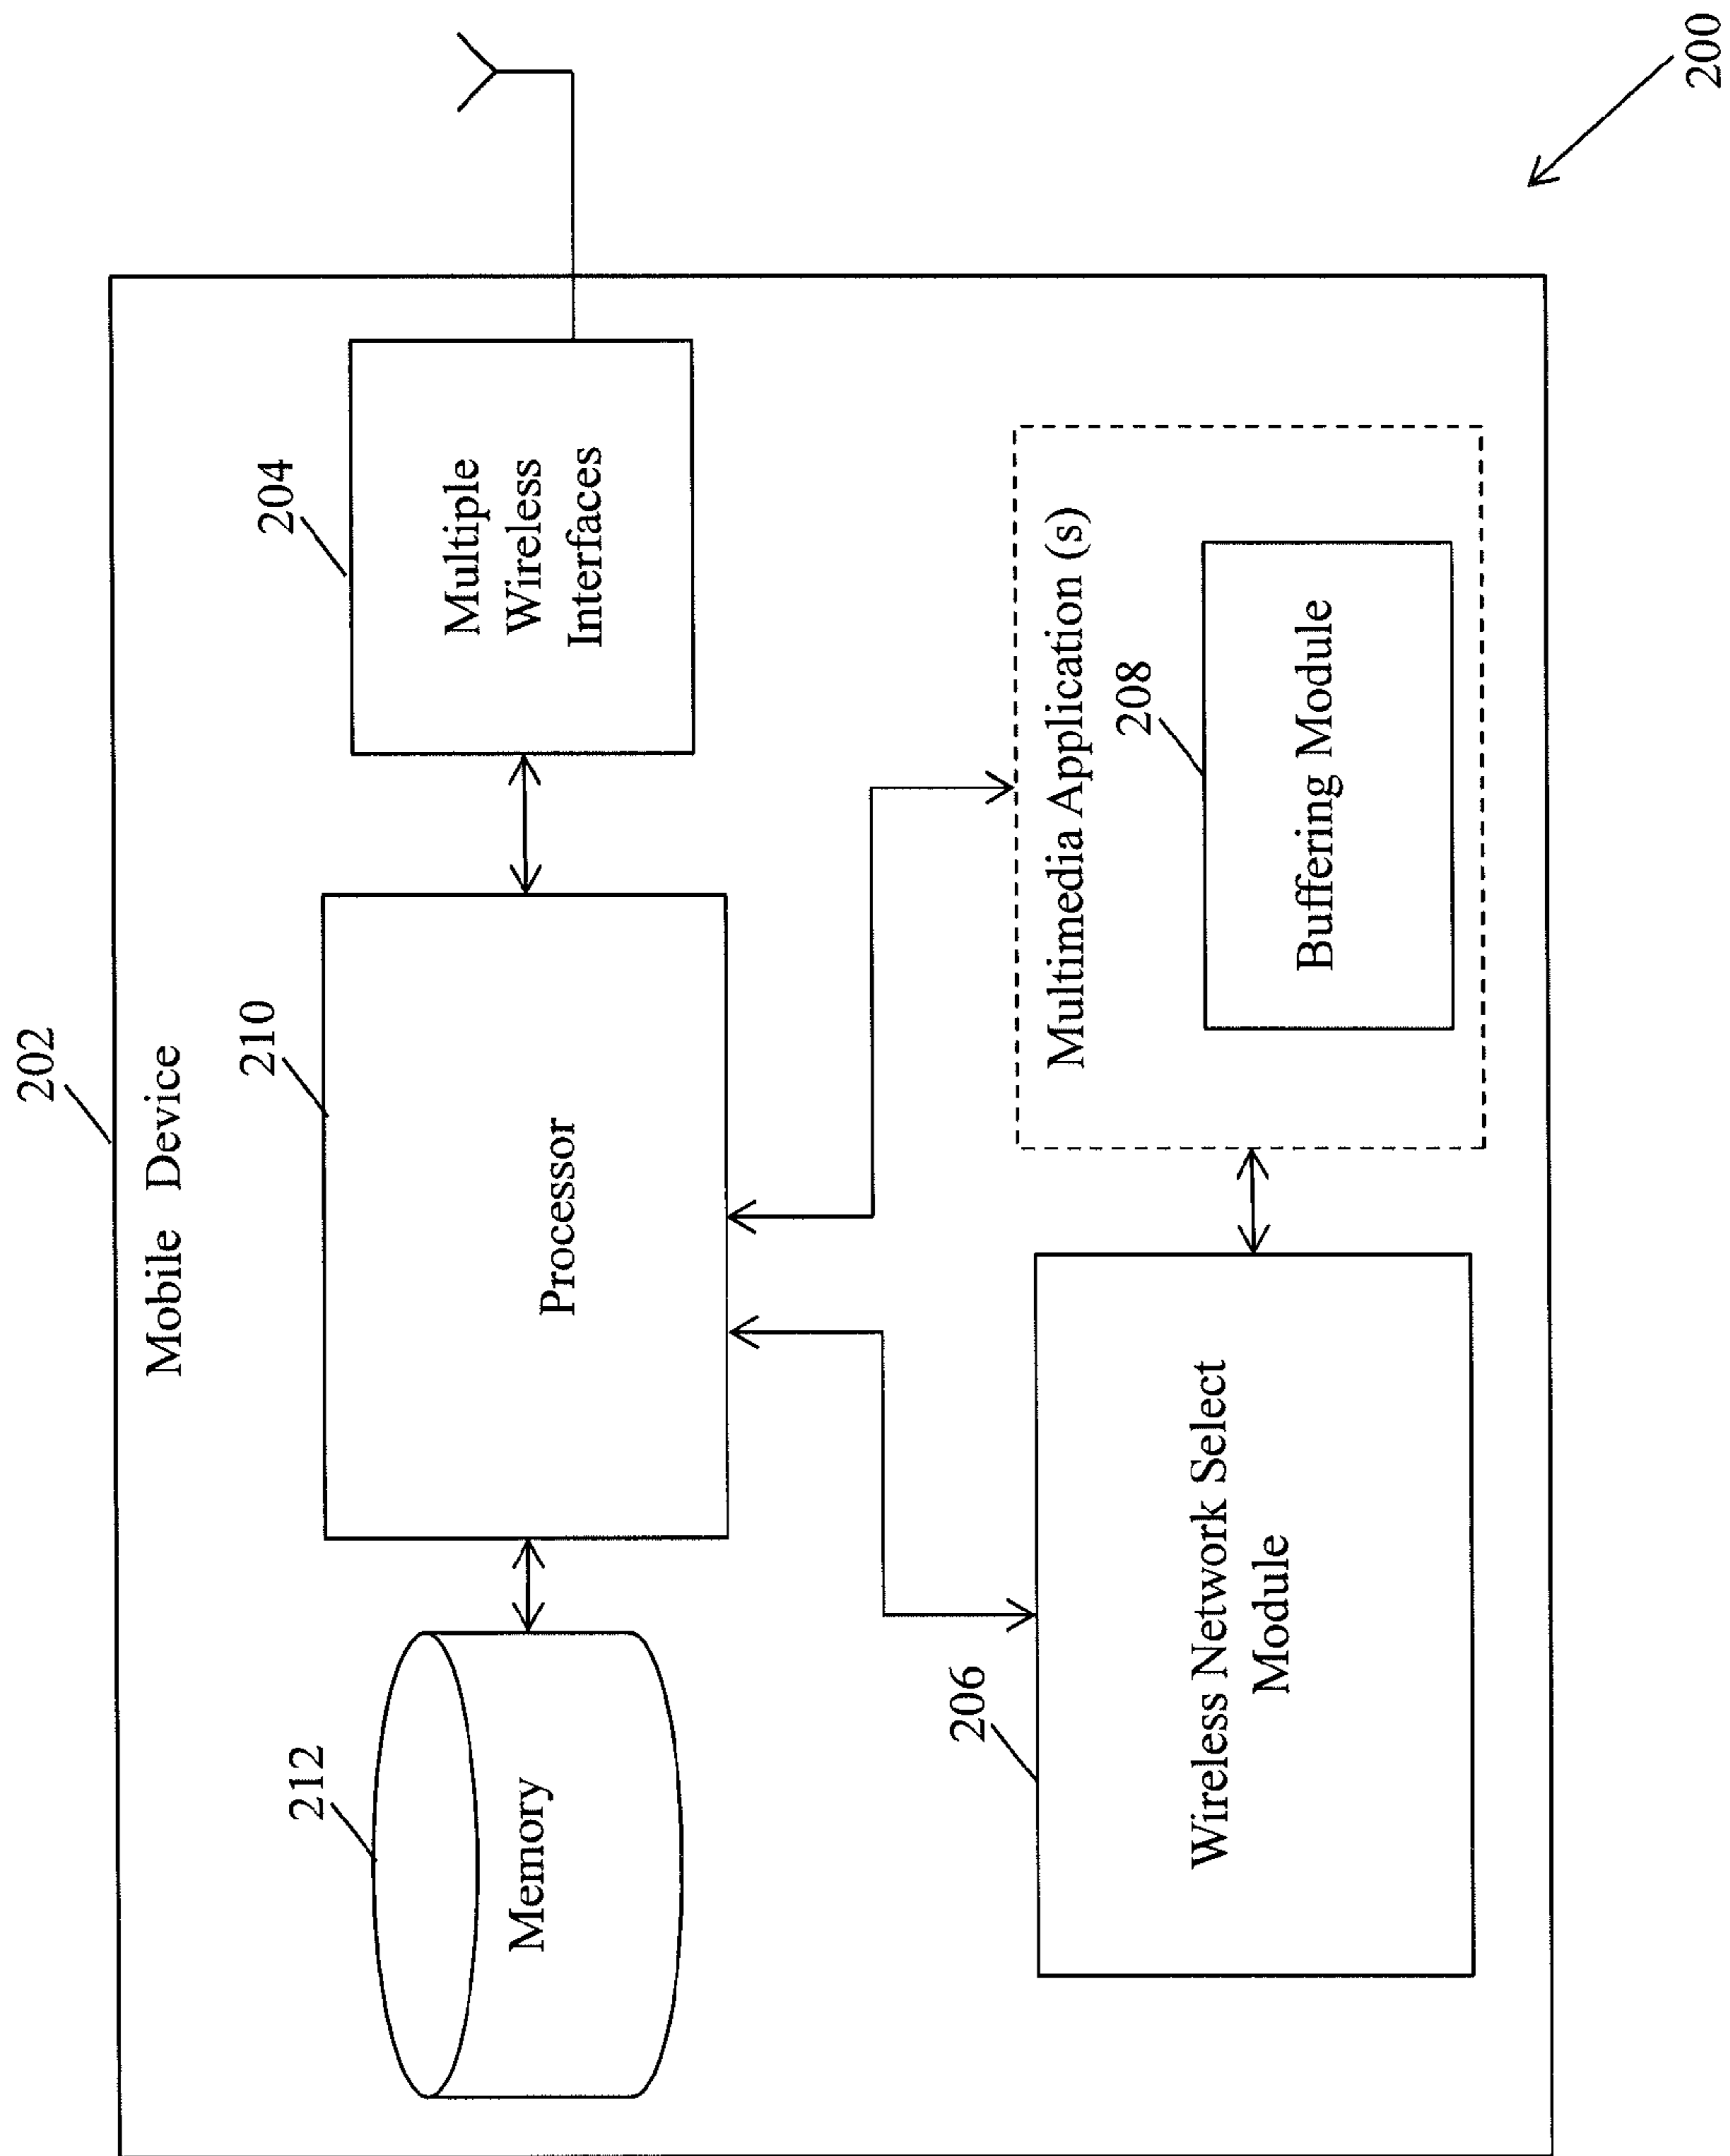 202
Mobile Device
212
Memory
210
Processor
204
Multiple
Wireless
Interfaces
206
Wireless Network Select
Module
Multimedia Application (s)
208
Buffering Module
200